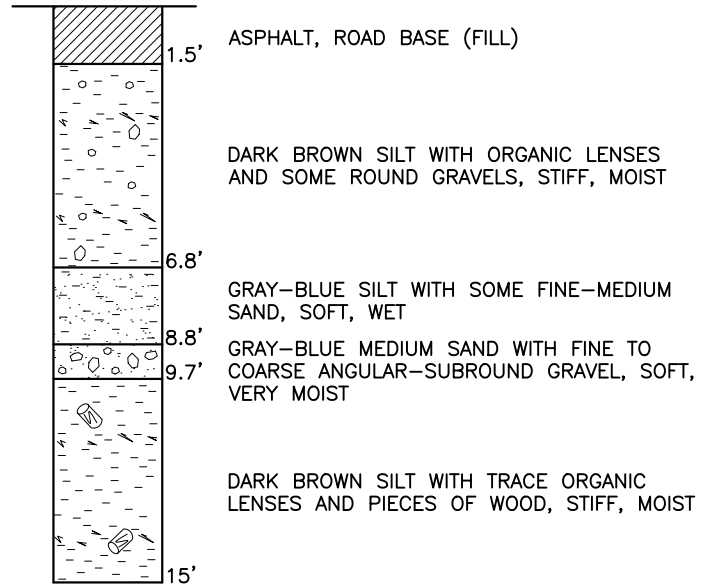 ASPHALT, ROAD BASE (FILL)
1.5'
DARK BROWN SILT WITH ORGANIC LENSES
AND SOME ROUND GRAVELS, STIFF, MOIST
6.8'
GRAY-BLUE SILT WITH SOME FINE-MEDIUM
SAND, SOFT, WET
8.8'
GRAY-BLUE MEDIUM SAND WITH FINE TO
COARSE ANGULAR-SUBROUND GRAVEL, SOFT,
VERY MOIST
9.7'
DARK BROWN SILT WITH TRACE ORGANIC
LENSES AND PIECES OF WOOD, STIFF, MOIST
15'